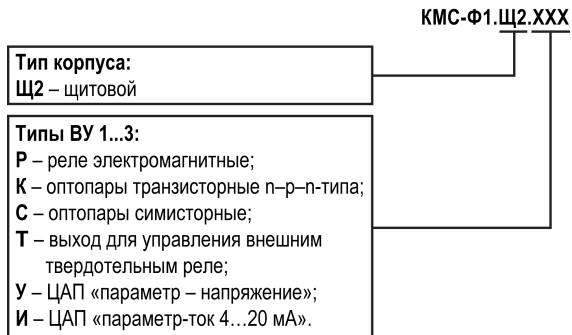 КМС-Ф1.Щ2.ХХХ
Тип корпуса:
Щ2 – щитовой
Типы ВУ 1...3:
Р – реле электромагнитные;
К – оптопары транзисторные n–p–n-типа;
С – оптопары симисторные;
Т – выход для управления внешним
твердотельным реле;
У – ЦАП «параметр – напряжение»;
И – ЦАП «параметр-ток 4...20 мА».